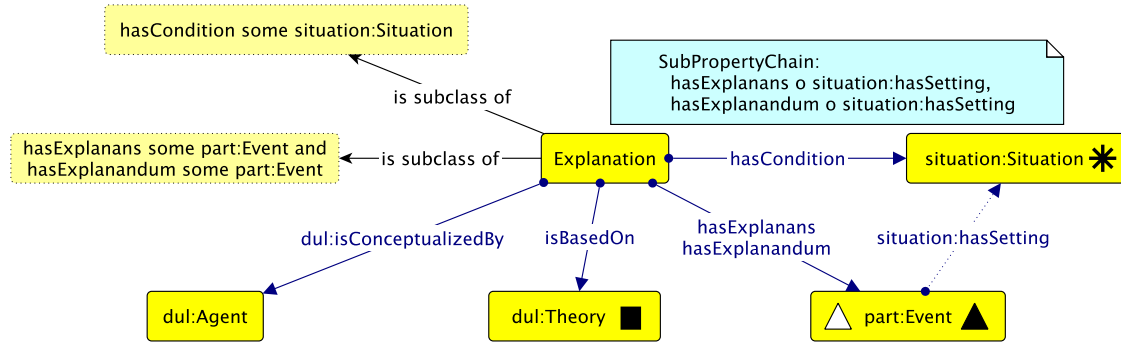 hasCondition some situation:Situation
SubPropertyChain:
hasExplanans o situation:hasSetting,
hasExplanandum o situation:hasSetting
is subclass of
hasExplanans some part:Event and
hasExplanandum some part:Event
is subclass of
Explanation
hasCondition
situation:Situation
dul:isConceptualizedBy
isBasedOn
hasExplanans
hasExplanandum
situation:hasSetting
dul:Agent
dul:Theory
part:Event